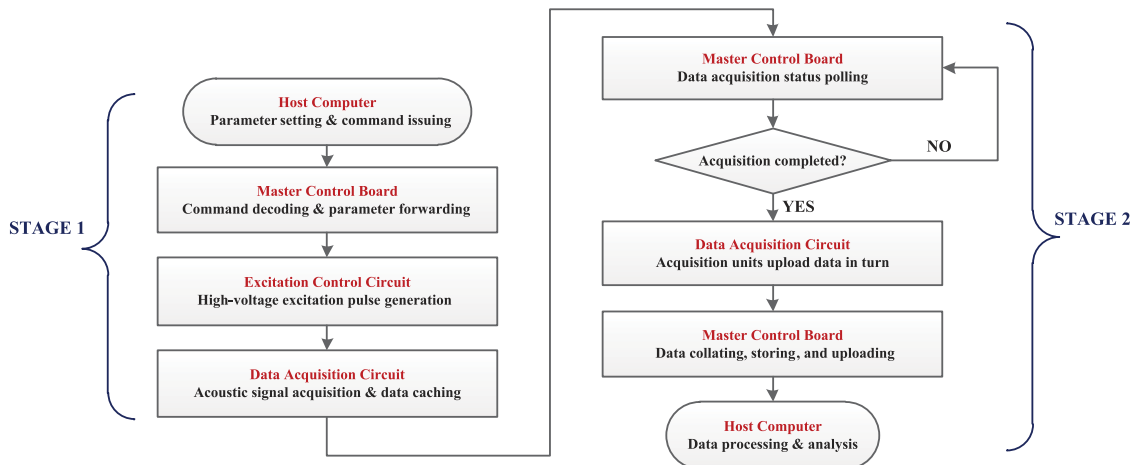 STAGE 1
Host Computer
Parameter setting & command issuing
Master Control Board
Command decoding & parameter forwarding
Excitation Control Circuit
High-voltage excitation pulse generation
Data Acquisition Circuit
Acoustic signal acquisition & data caching
Master Control Board
Data acquisition status polling
Acquisition completed?
NO
YES
Data Acquisition Circuit
Acquisition units upload data in turn
Master Control Board
Data collating, storing, and uploading
Host Computer
Data processing & analysis
STAGE 2